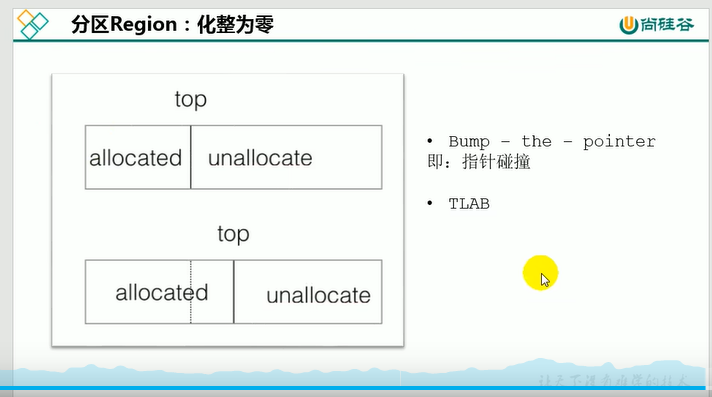 分区Region：化整为零
尚硅谷
top
allocated unallocate
top
allocated unallocate
• Bump – the – pointer
即：指针碰撞
• TLAB